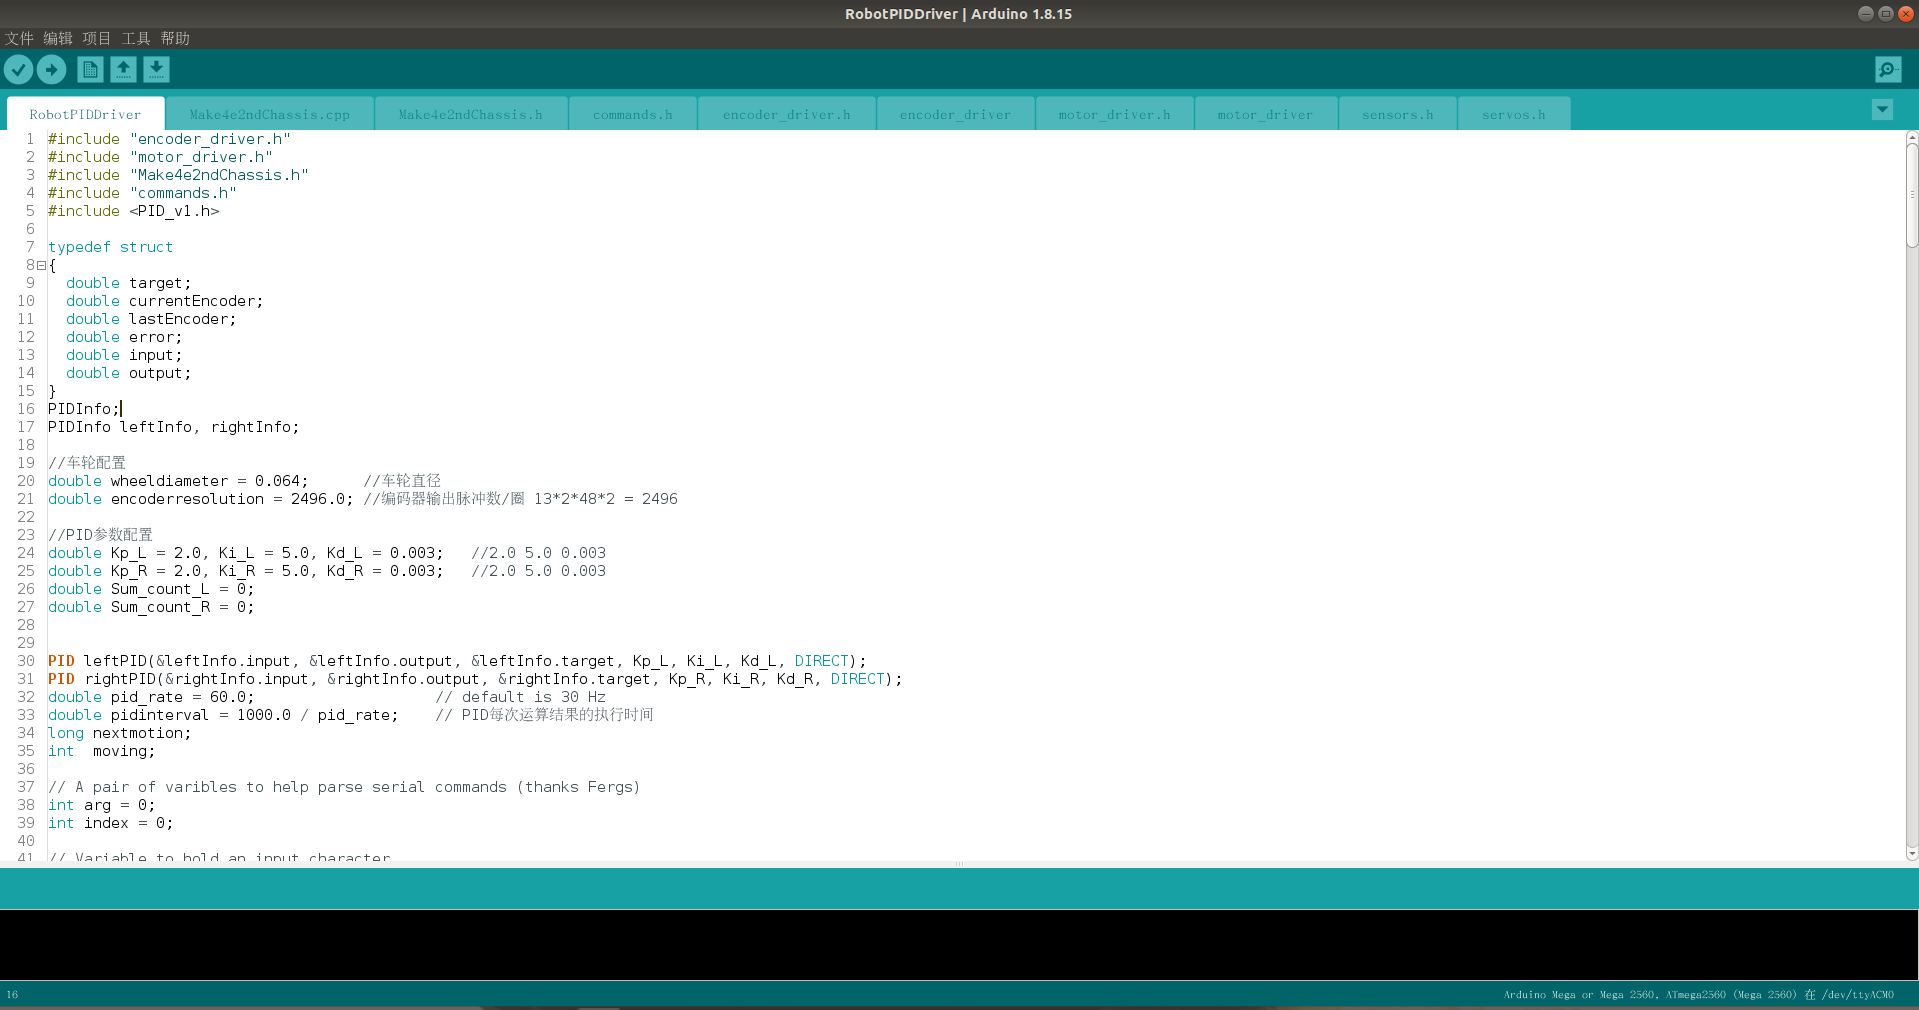 RobotPIDDriver | Arduino 1.8.15
文件 编辑 项目 工具 帮助
RobotPIDDriver Make4e2ndChassis.cpp Make4e2ndChassis.h commands.h encoder_driver.h encoder_driver motor_driver.h motor_driver sensors.h servos.h
1 #include "encoder_driver.h"
2 #include "motor_driver.h"
3 #include "Make4e2ndChassis.h"
4 #include "commands.h"
5 #include <PID_v1.h>
6
7 typedef struct
8 {
9 double target;
10 double currentEncoder;
11 double lastEncoder;
12 double error;
13 double input;
14 double output;
15 }
16 PIDInfo;
17 PIDInfo leftInfo, rightInfo;
18
19 //车轮配置
20 double wheeldiameter = 0.064; //车轮直径
21 double encoderresolution = 2496.0; //编码器输出脉冲数/圈 13*2*48*2 = 2496
22
23 //PID参数配置
24 double Kp_L = 2.0, Ki_L = 5.0, Kd_L = 0.003; //2.0 5.0 0.003
25 double Kp_R = 2.0, Ki_R = 5.0, Kd_R = 0.003; //2.0 5.0 0.003
26 double Sum_count_L = 0;
27 double Sum_count_R = 0;
28
29
30 PID leftPID(&leftInfo.input, &leftInfo.output, &leftInfo.target, Kp_L, Ki_L, Kd_L, DIRECT);
31 PID rightPID(&rightInfo.input, &rightInfo.output, &rightInfo.target, Kp_R, Ki_R, Kd_R, DIRECT);
32 double pid_rate = 60.0; // default is 30 Hz
33 double pidinterval = 1000.0 / pid_rate; // PID每次运算结果的执行时间
34 long nextmotion;
35 int moving;
36
37 // A pair of varibles to help parse serial commands (thanks Fergs)
38 int arg = 0;
39 int index = 0;
40
41 // Variable to hold an input character
16 Arduino Mega or Mega 2560, ATmega2560 (Mega 2560) 在 /dev/ttyACM0